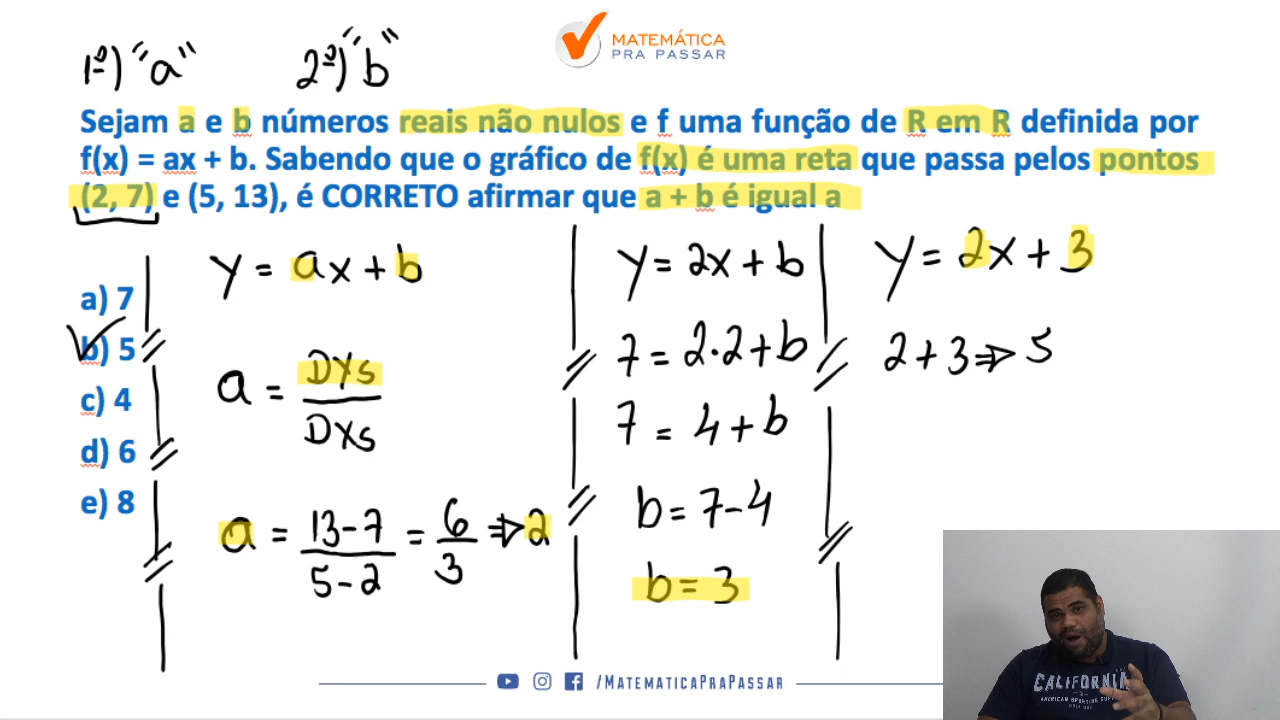 1º) "a"
2º) "b"
MATEMÁTICA
PRA PASSAR
Sejam a e b números reais não nulos e f uma função de R em R definida por
f(x) = ax + b. Sabendo que o gráfico de f(x) é uma reta que passa pelos pontos
(2, 7) e (5, 13), é CORRETO afirmar que a + b é igual a
a) 7
b) 5
c) 4
d) 6
e) 8
y = ax + b
a = DYs/DXs
a = 13-7/5-2 = 6/3 ⇒ 2
y = 2x + b
7 = 2·2 + b
7 = 4 + b
b = 7 - 4
b = 3
y = 2x + 3
2 + 3 ⇒ 5
CALIFORNIA
/MatematicaPraPassar